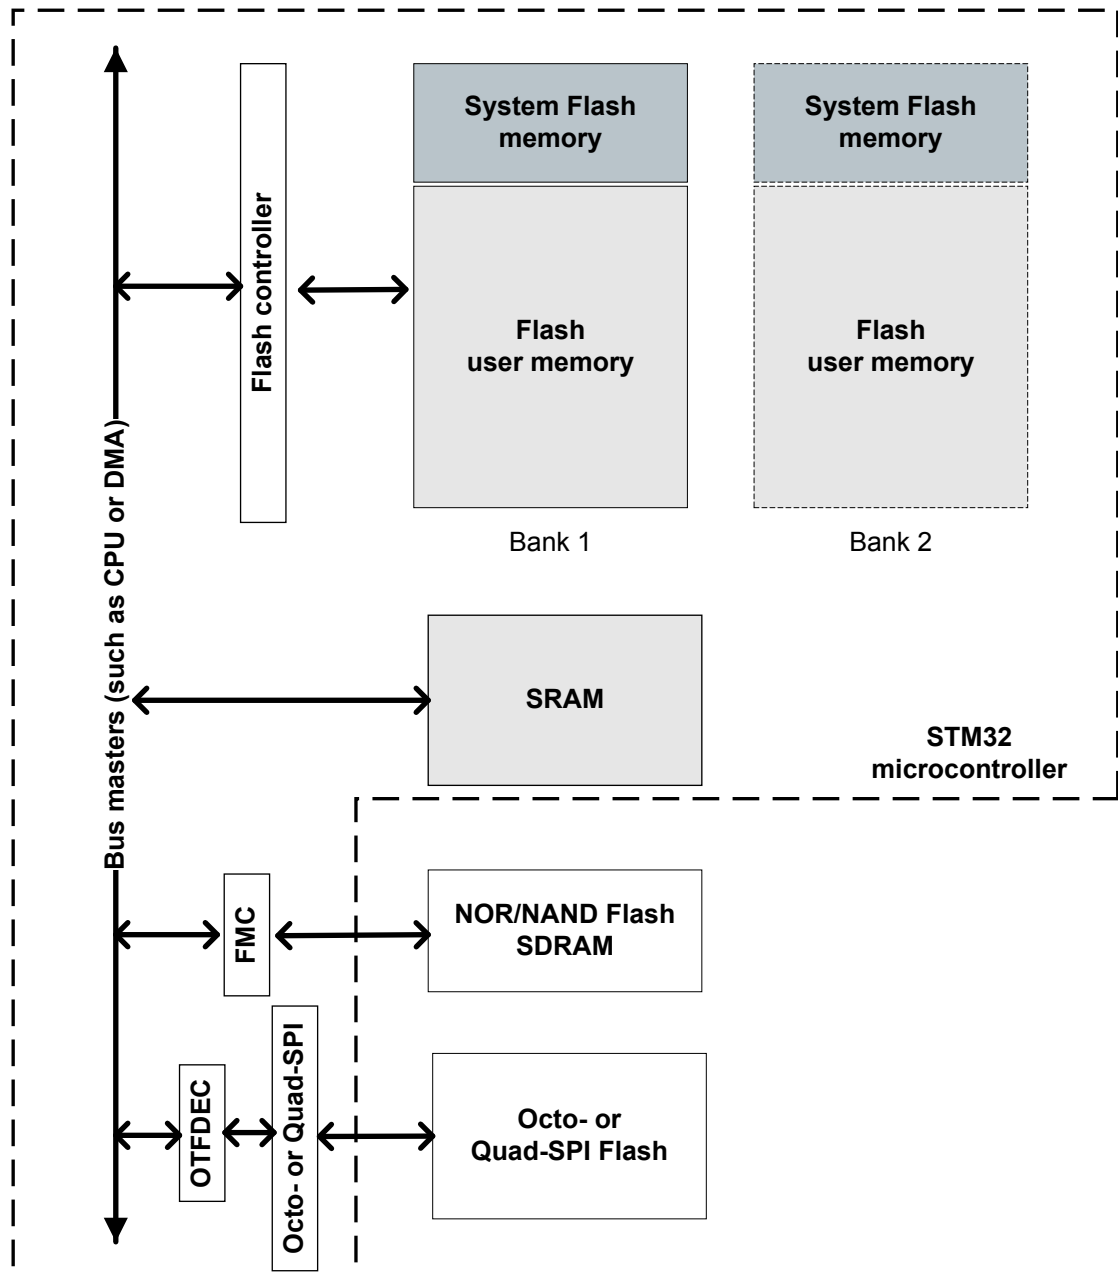 System Flash
memory
System Flash
memory
Flash controller
Flash
user memory
Flash
user memory
Bank 1
Bank 2
Bus masters (such as CPU or DMA)
SRAM
STM32
microcontroller
FMC
NOR/NAND Flash
SDRAM
OTFDEC
Octo- or Quad-SPI
Octo- or
Quad-SPI Flash